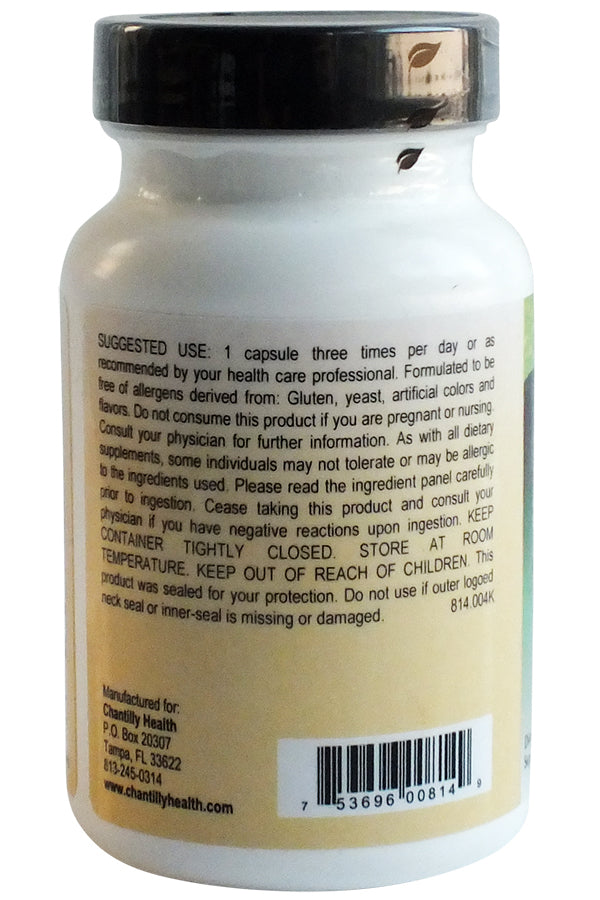 SUGGESTED USE: 1 capsule three times per day or as
recommended by your health care professional. Formulated to be
free of allergens derived from: Gluten, yeast, artificial colors and
flavors. Do not consume this product if you are pregnant or nursing.
Consult your physician for further information. As with all dietary
supplements, some individuals may not tolerate or may be allergic
to the ingredients used. Please read the ingredient panel carefully
prior to ingestion. Cease taking this product and consult your
physician if you have negative reactions upon ingestion. KEEP
CONTAINER TIGHTLY CLOSED. STORE AT ROOM
TEMPERATURE. KEEP OUT OF REACH OF CHILDREN. This
product was sealed for your protection. Do not use if outer logoed
neck seal or inner-seal is missing or damaged. 814.004K
Manufactured for:
Chantilly Health
P.O. Box 20307
Tampa, FL 33622
813-245-0314
www.chantillyhealth.com
7 53696 00814 9